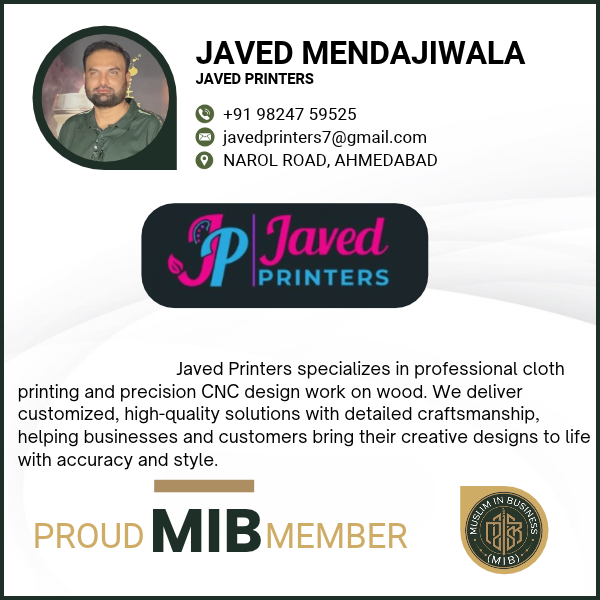 JAVED MENDAJIWALA
JAVED PRINTERS
+91 98247 59525
javedprinters7@gmail.com
NAROL ROAD, AHMEDABAD
JP Javed
PRINTERS
Javed Printers specializes in professional cloth
printing and precision CNC design work on wood. We deliver
customized, high-quality solutions with detailed craftsmanship,
helping businesses and customers bring their creative designs to life
with accuracy and style.
PROUD MIB MEMBER
MUSLIM IN BUSINESS
(MIB)